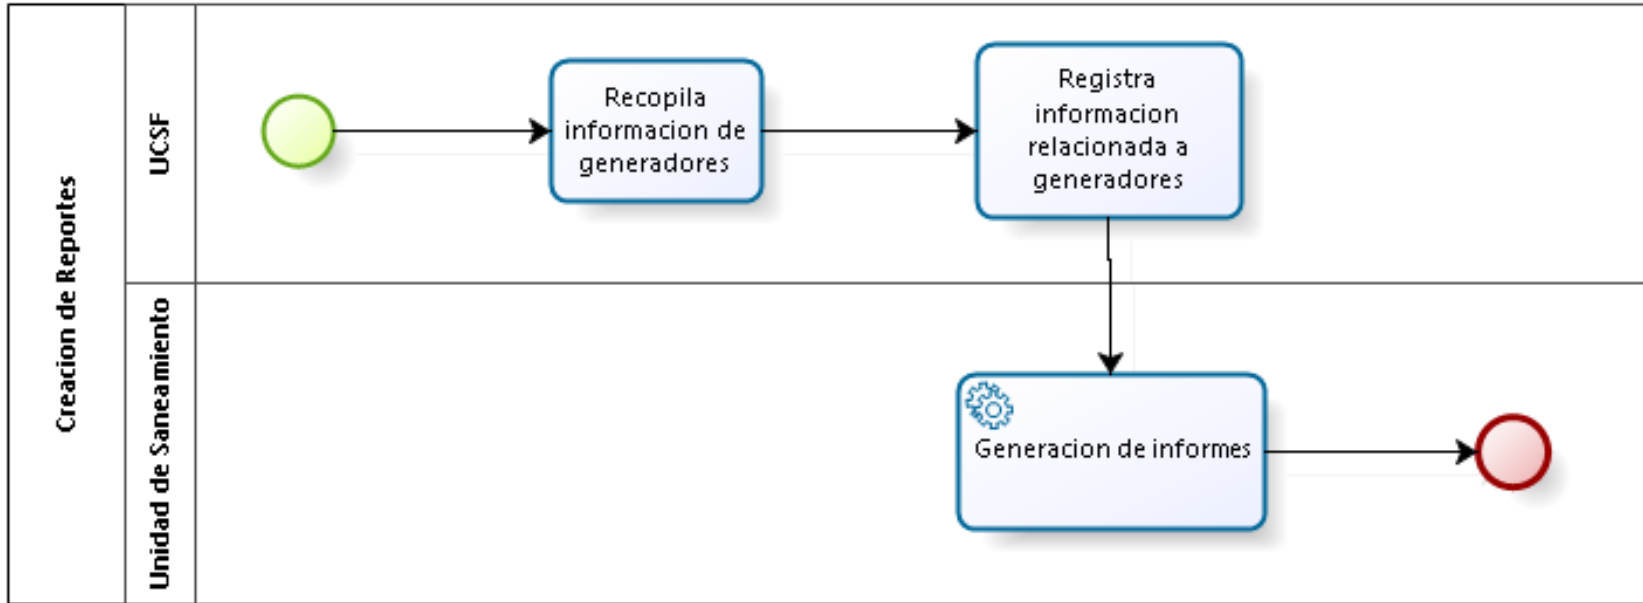 Creacion de Reportes
UCSF
Recopila
informacion de
generadores
Registra
informacion
relacionada a
generadores
Unidad de Saneamiento
Generacion de informes